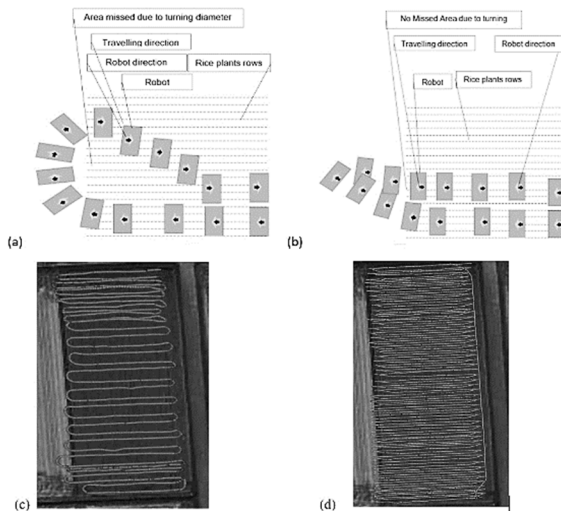 Area missed due to turning diameter
Travelling direction
Robot direction
Rice plants rows
Robot
(a)
No Missed Area due to turning
Travelling direction
Robot direction
Robot
Rice plants rows
(b)
(c)
(d)